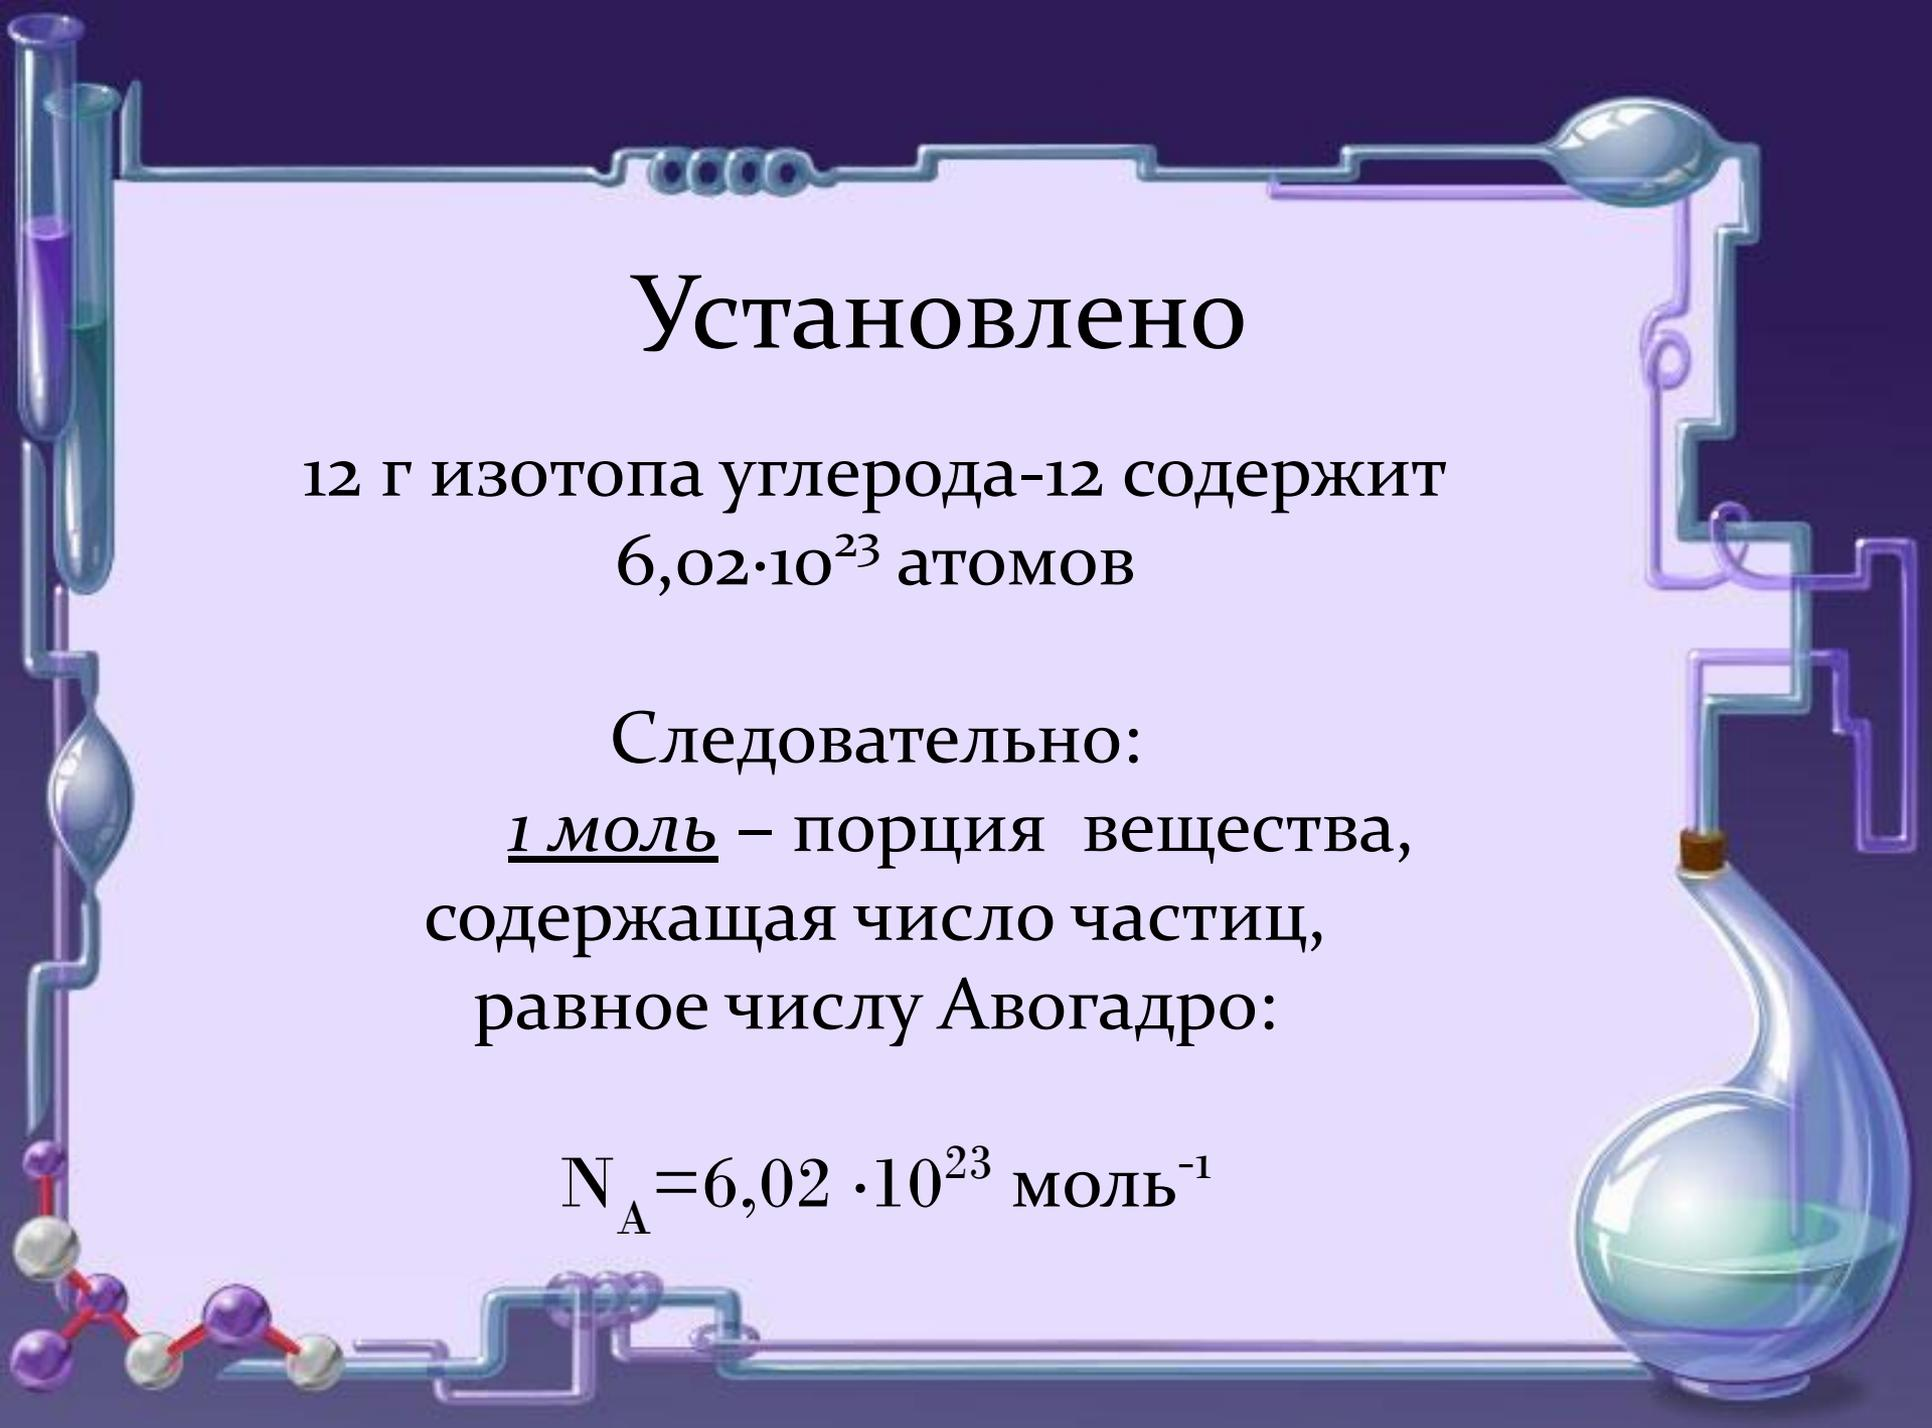 Установлено
12 г изотопа углерода-12 содержит
6,02·10²³ атомов
Следовательно:
1 моль – порция вещества,
содержащая число частиц,
равное числу Авогадро:
N_A=6,02 ·10²³ моль⁻¹